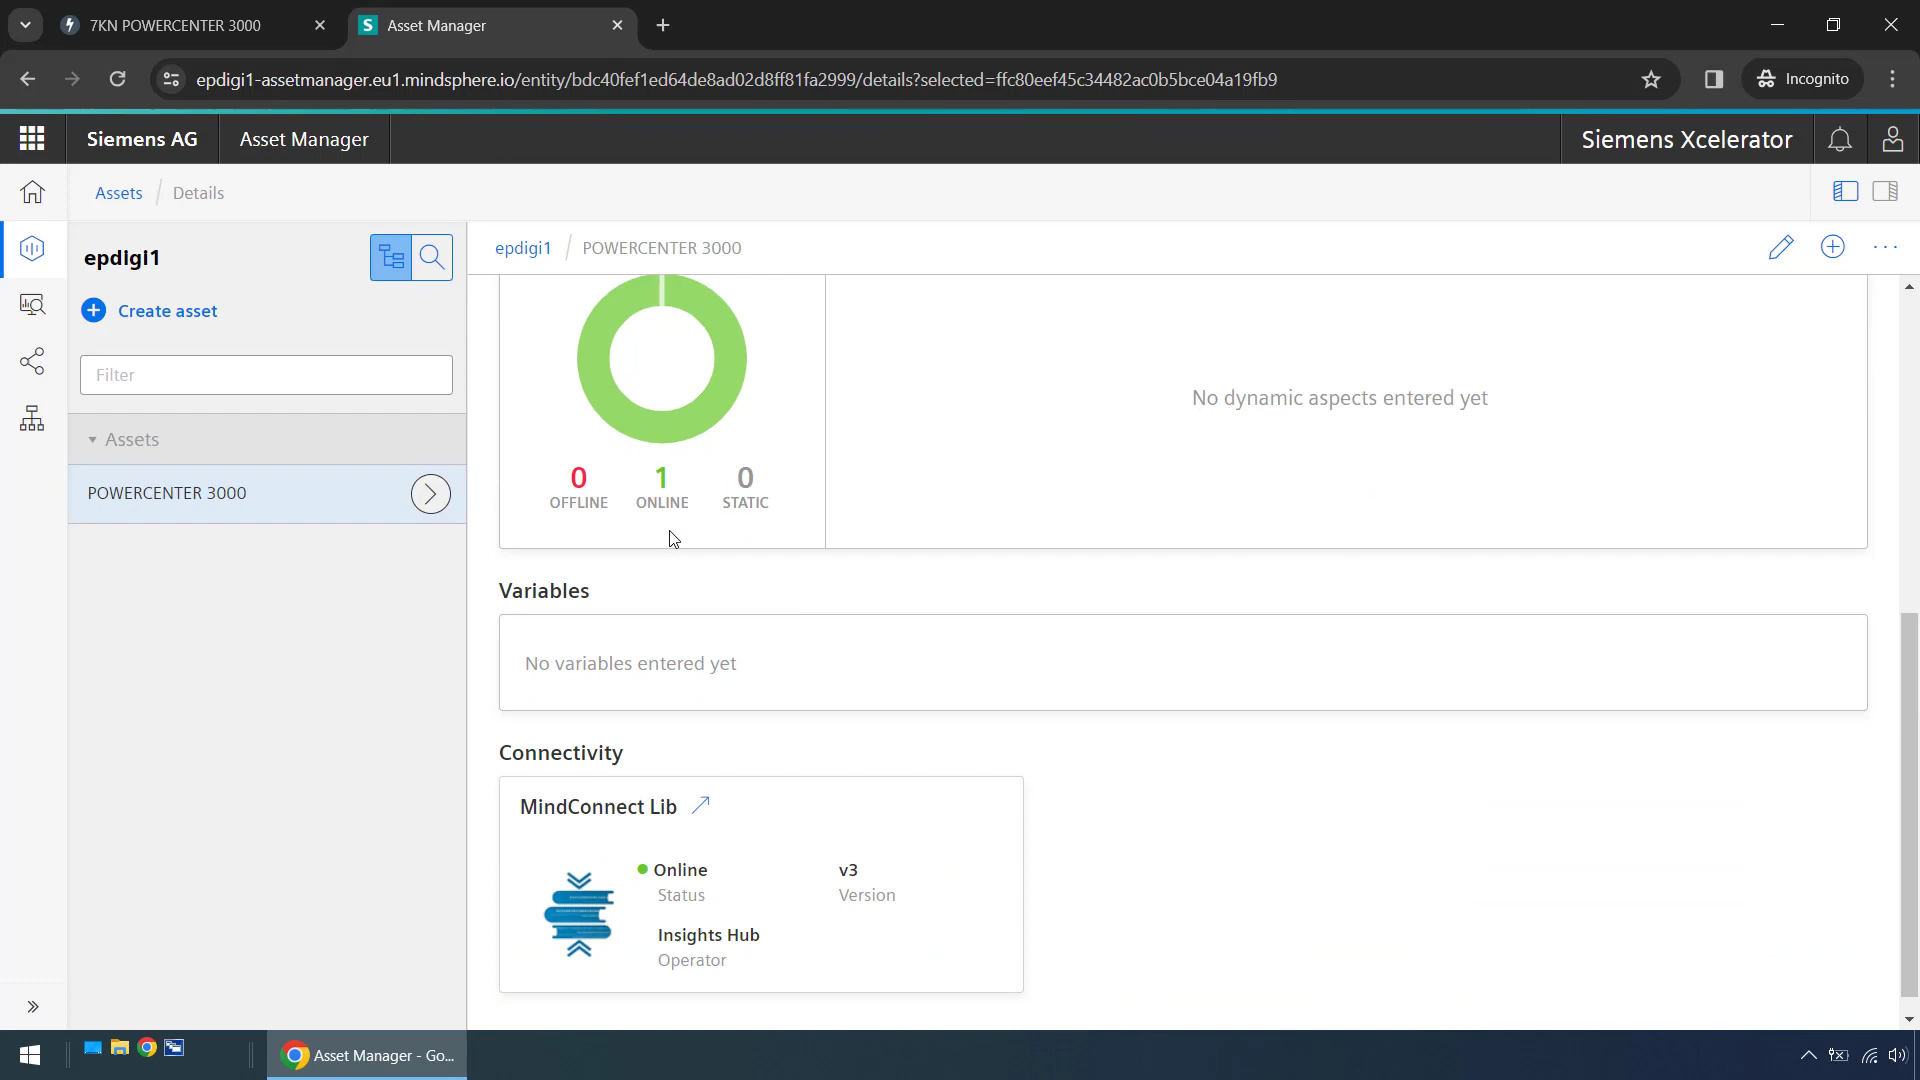 7KN POWERCENTER 3000
Asset Manager
epdigi1-assetmanager.eu1.mindsphere.io/entity/bdc40fef1ed64de8ad02d8ff81fa2999/details?selected=ffc80eef45c34482ac0b5bce04a19fb9
Incognito
Siemens AG
Asset Manager
Siemens Xcelerator
Assets / Details
epdigi1
Create asset
Filter
Assets
POWERCENTER 3000
epdigi1 / POWERCENTER 3000
0 OFFLINE
1 ONLINE
0 STATIC
No dynamic aspects entered yet
Variables
No variables entered yet
Connectivity
MindConnect Lib
Online
Status
v3
Version
Insights Hub
Operator
Asset Manager - Go...